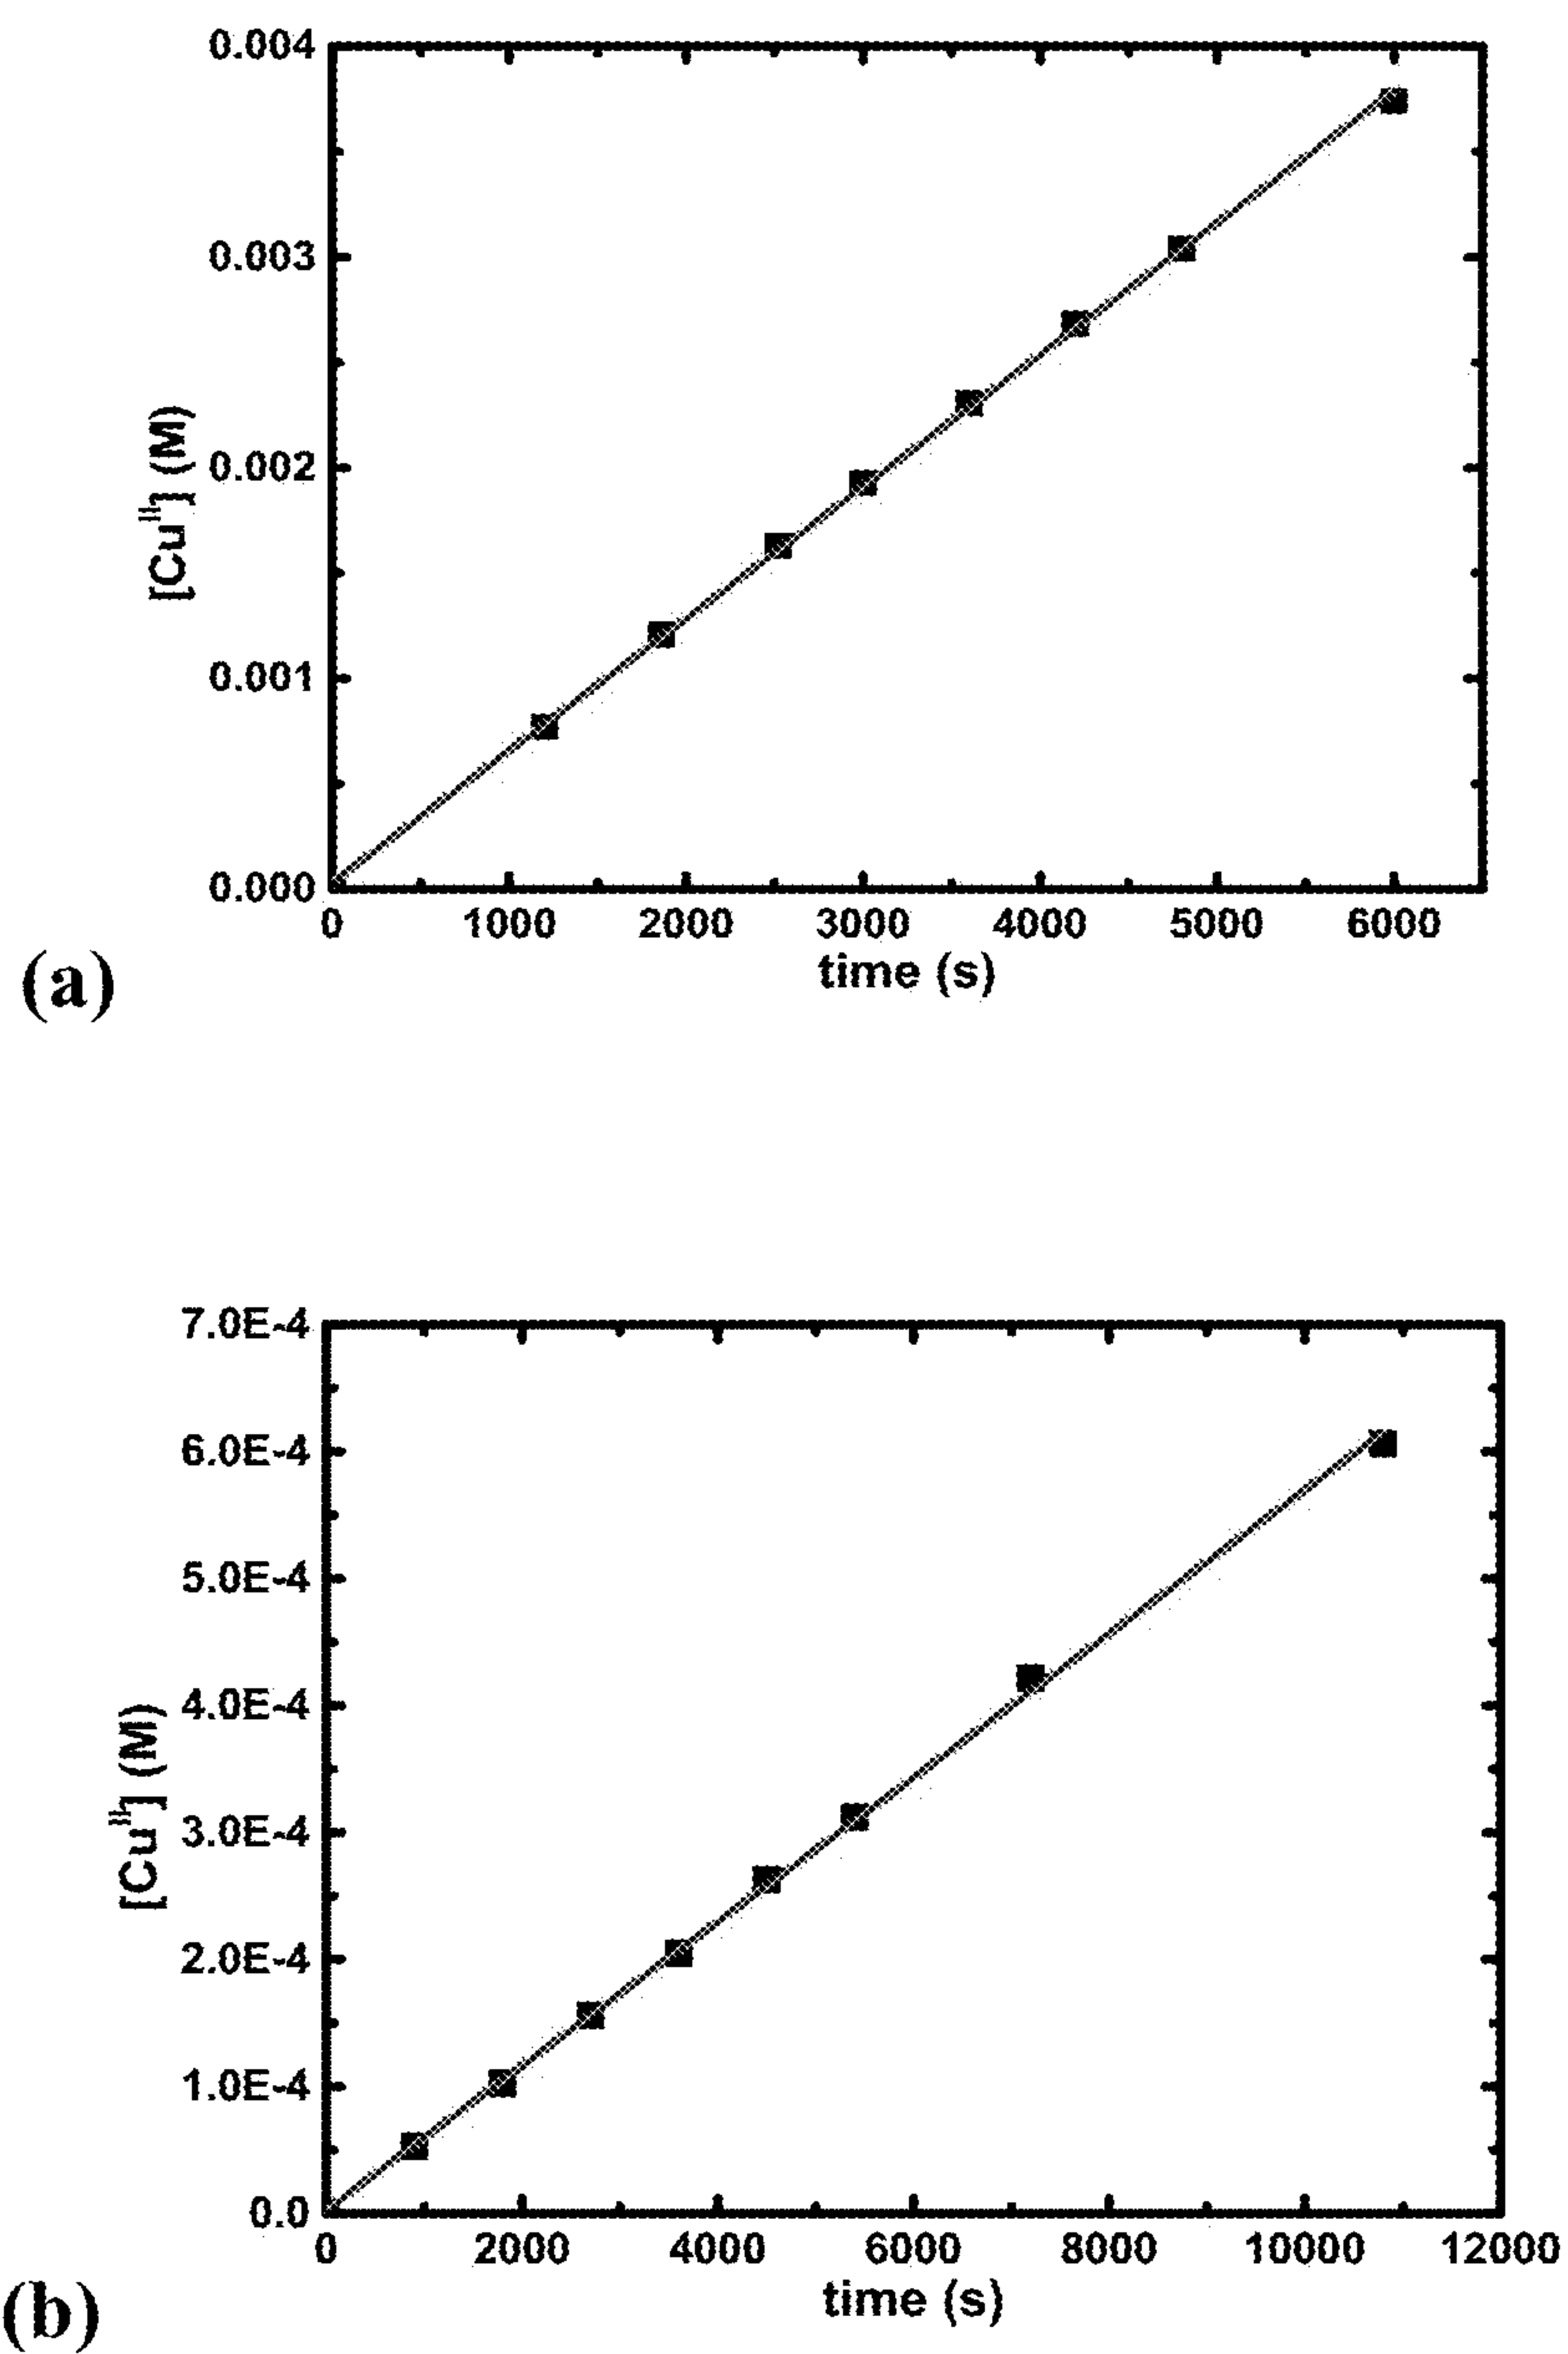 0.004
0.003
0.002
0.001
0.000
[Cu^II] (M)
0 1000 2000 3000 4000 5000 6000
time (s)
(a)
7.0E-4
6.0E-4
5.0E-4
4.0E-4
3.0E-4
2.0E-4
1.0E-4
0.0
[Cu^II] (M)
0 2000 4000 6000 8000 10000 12000
time (s)
(b)